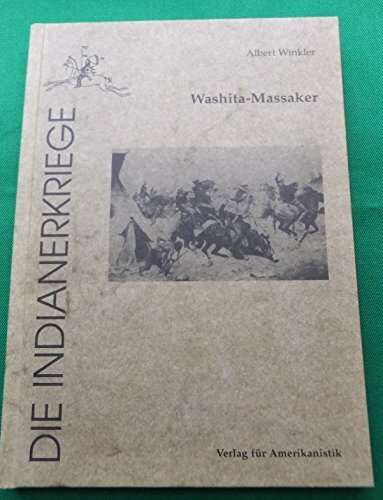 Albert Winkler
Washita-Massaker
DIE INDIANERKRIEGE
Verlag für Amerikanistik